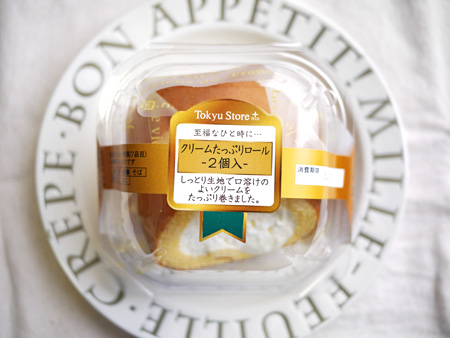 BON APPETIT! MILLE-FEUILLE・CREPE・
Tokyu Store
至福なひと時に…
クリームたっぷりロール
-2個入-
しっとり生地で口溶けの
よいクリームを
たっぷり巻きました。
消費期限